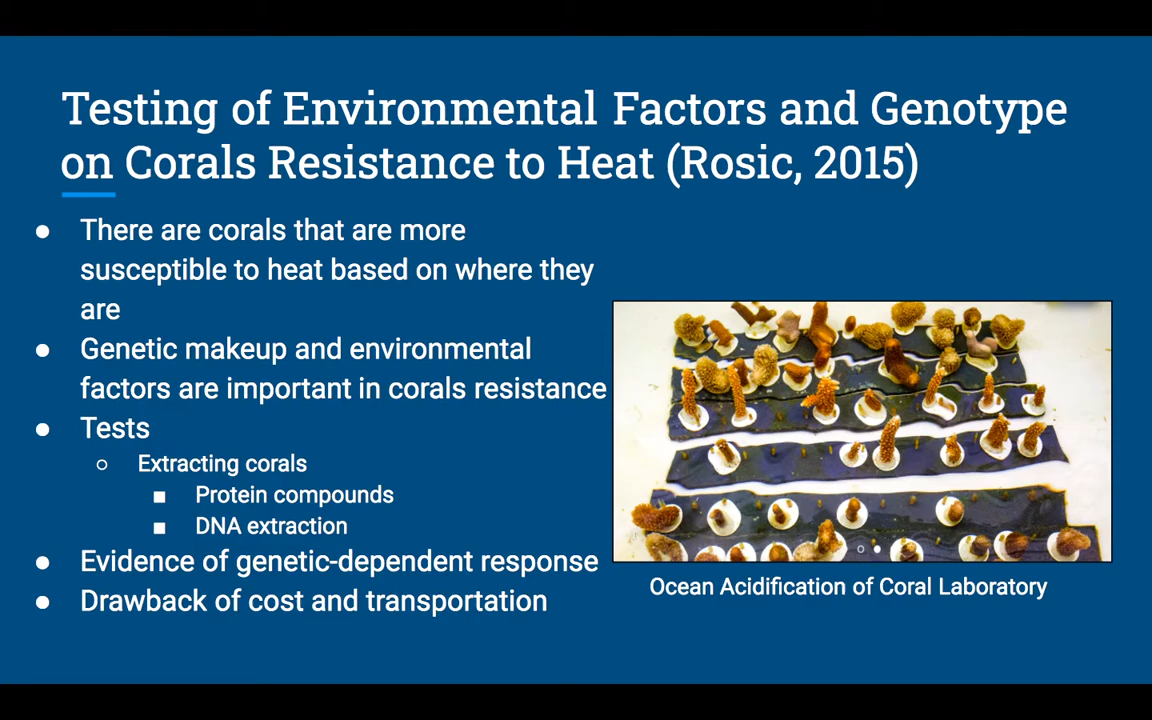 Testing of Environmental Factors and Genotype
on Corals Resistance to Heat (Rosic, 2015)
● There are corals that are more
susceptible to heat based on where they
are
● Genetic makeup and environmental
factors are important in corals resistance
● Tests
○ Extracting corals
■ Protein compounds
■ DNA extraction
● Evidence of genetic-dependent response
● Drawback of cost and transportation
Ocean Acidification of Coral Laboratory